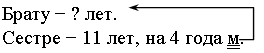 Брату – ? лет.
Сестре – 11 лет, на 4 года м.